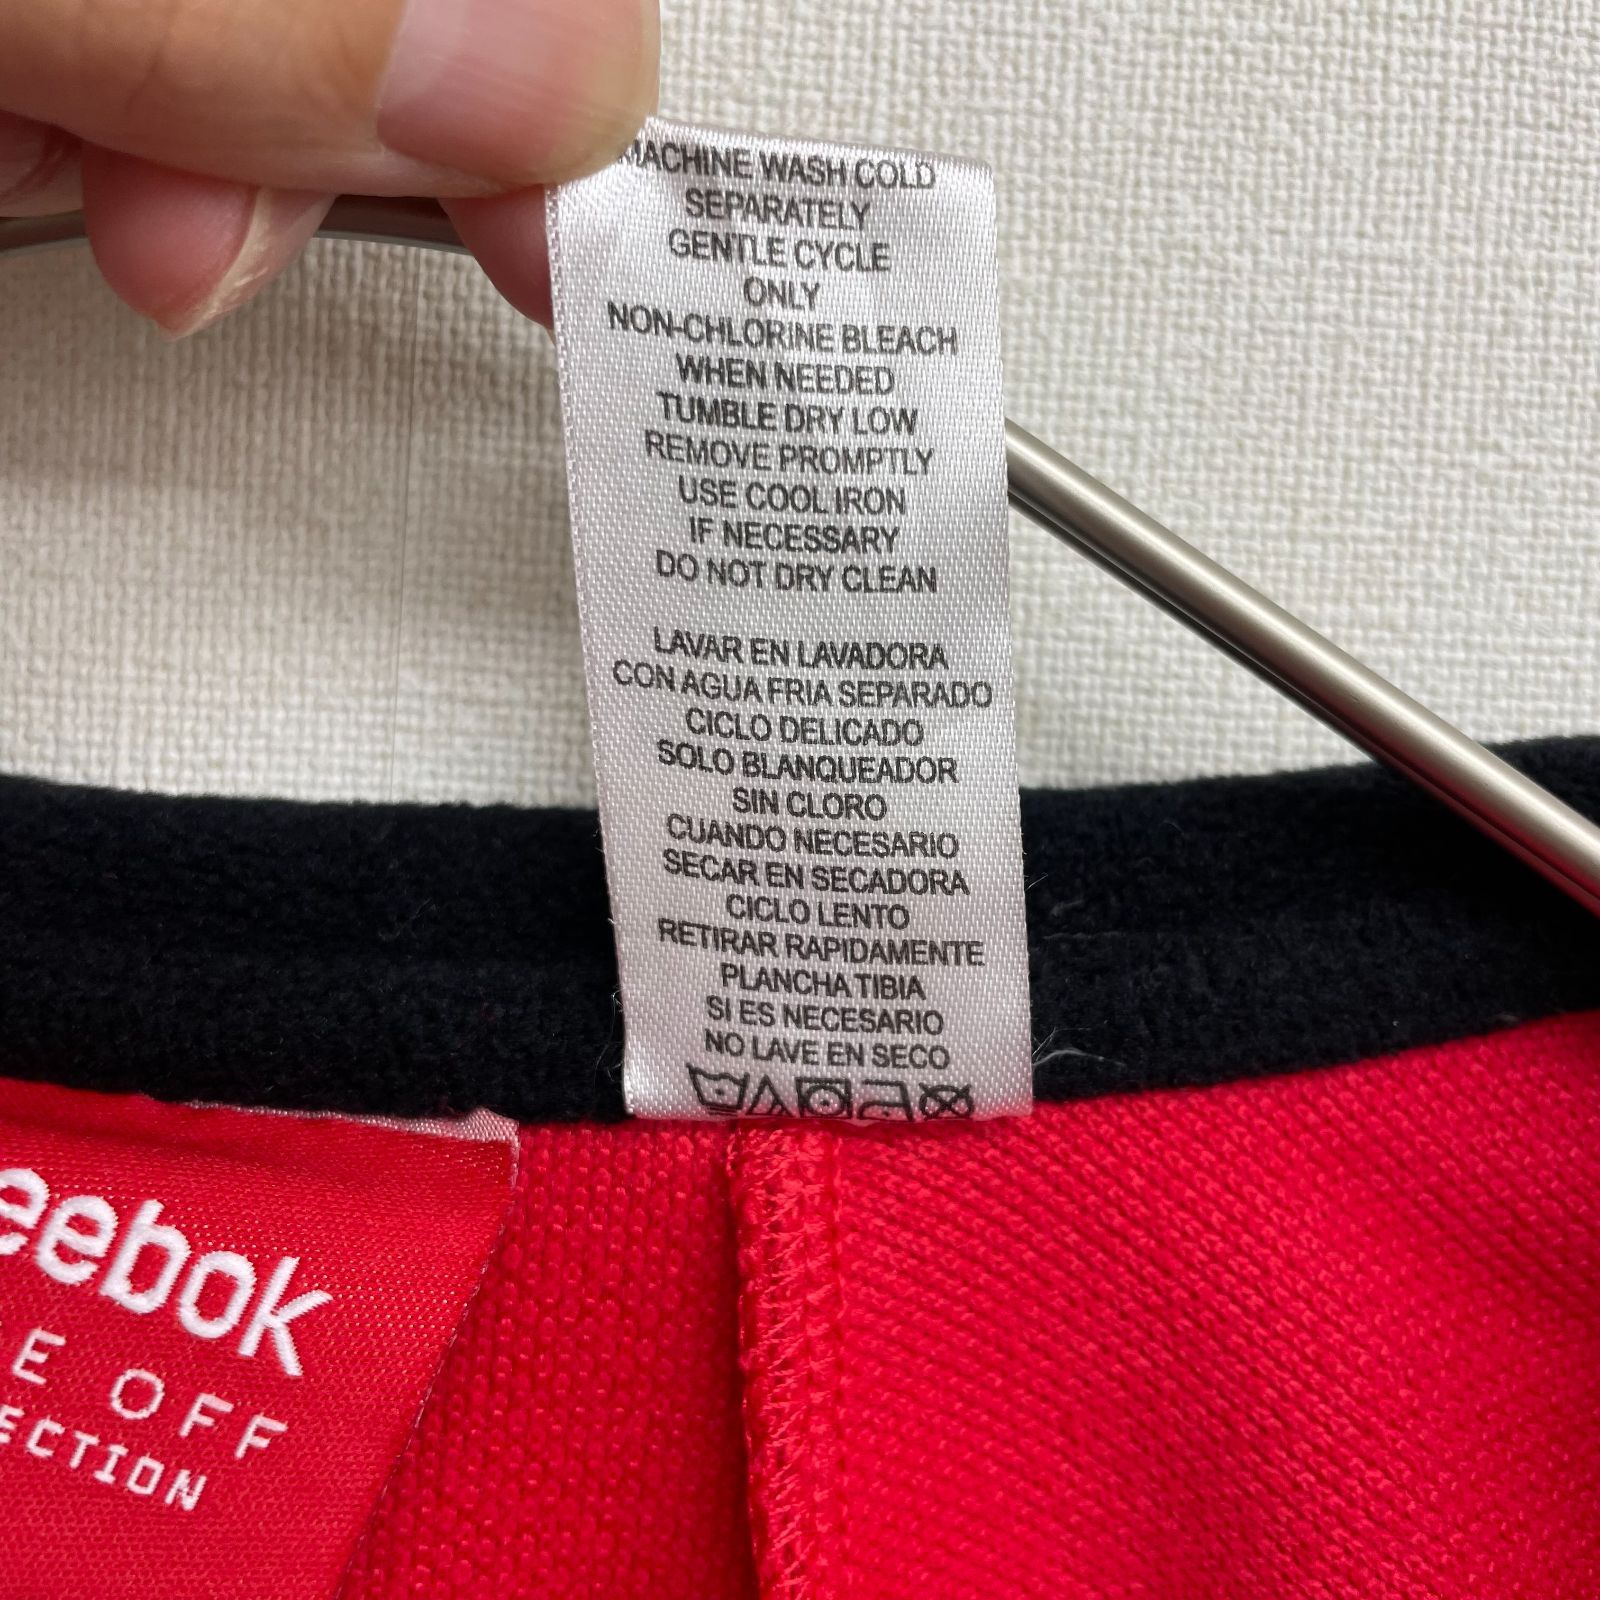 MACHINE WASH COLD
SEPARATELY
GENTLE CYCLE
ONLY
NON-CHLORINE BLEACH
WHEN NEEDED
TUMBLE DRY LOW
REMOVE PROMPTLY
USE COOL IRON
IF NECESSARY
DO NOT DRY CLEAN
LAVAR EN LAVADORA
CON AGUA FRIA SEPARADO
CICLO DELICADO
SOLO BLANQUEADOR
SIN CLORO
CUANDO NECESARIO
SECAR EN SECADORA
CICLO LENTO
RETIRAR RAPIDAMENTE
PLANCHA TIBIA
SI ES NECESARIO
NO LAVE EN SECO
eebok
E OFF
ECTION